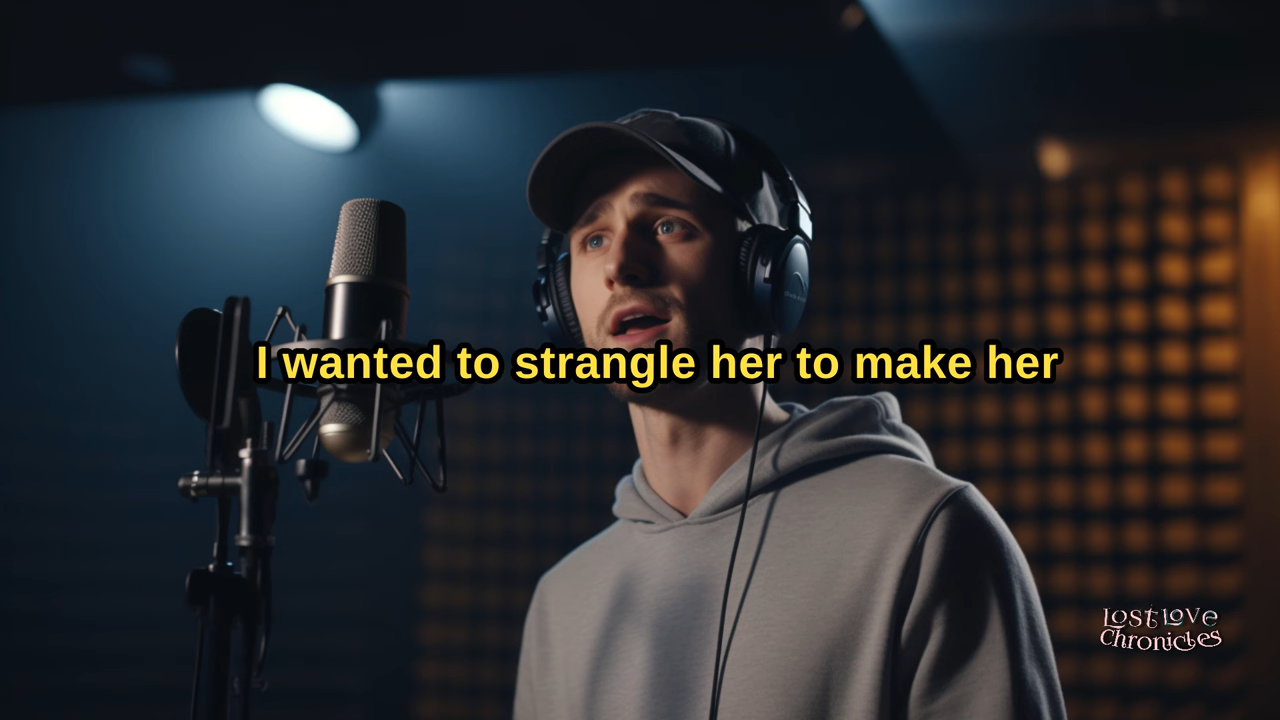 I wanted to strangle her to make her
Lost Love
Chronicles